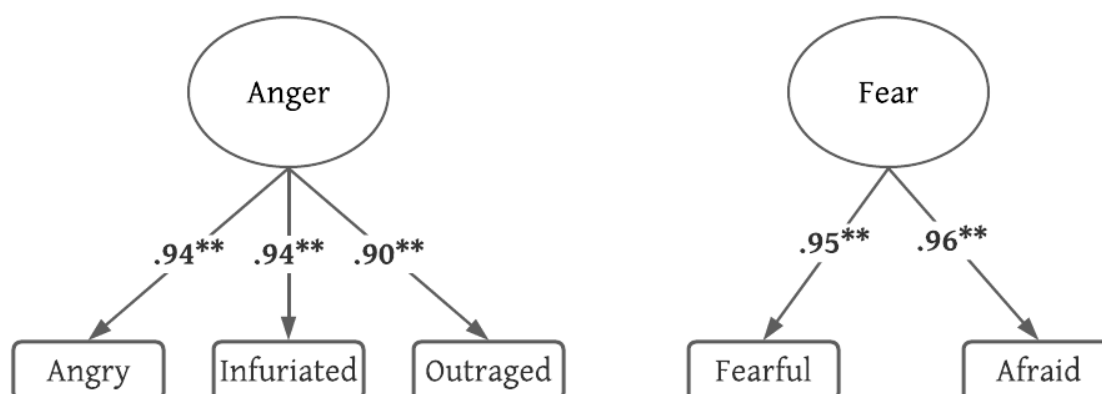 Anger Fear
.94** .94** .90** .95** .96**
Angry Infuriated Outraged Fearful Afraid